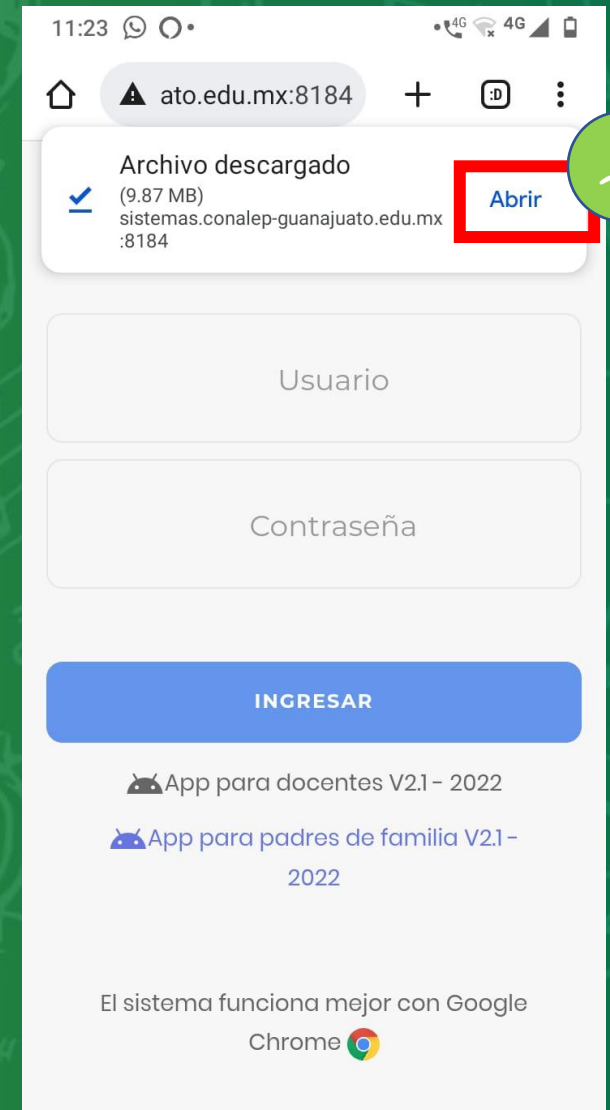 11:23
4G 4G
ato.edu.mx:8184
:D
Archivo descargado
(9.87 MB)
sistemas.conalep-guanajuato.edu.mx
:8184
Abrir
Usuario
Contraseña
INGRESAR
App para docentes V2.1 - 2022
App para padres de familia V2.1 -
2022
El sistema funciona mejor con Google
Chrome